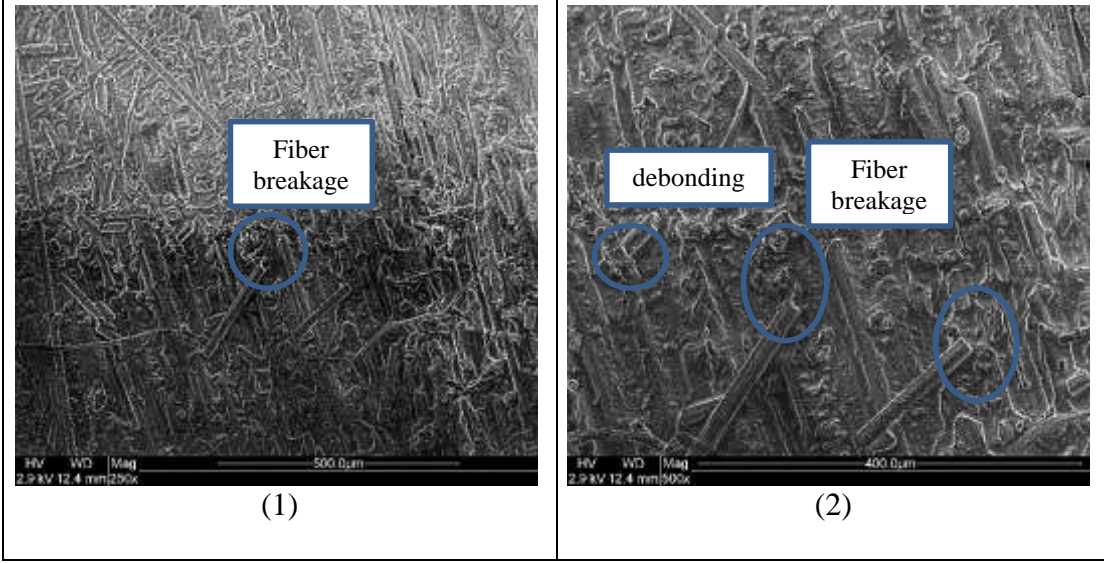 Fiber
breakage
HV WD Mag 500.0µm
2.9 kV 12.4 mm 250x
(1)
debonding
Fiber
breakage
HV WD Mag 400.0µm
2.9 kV 12.4 mm 500x
(2)